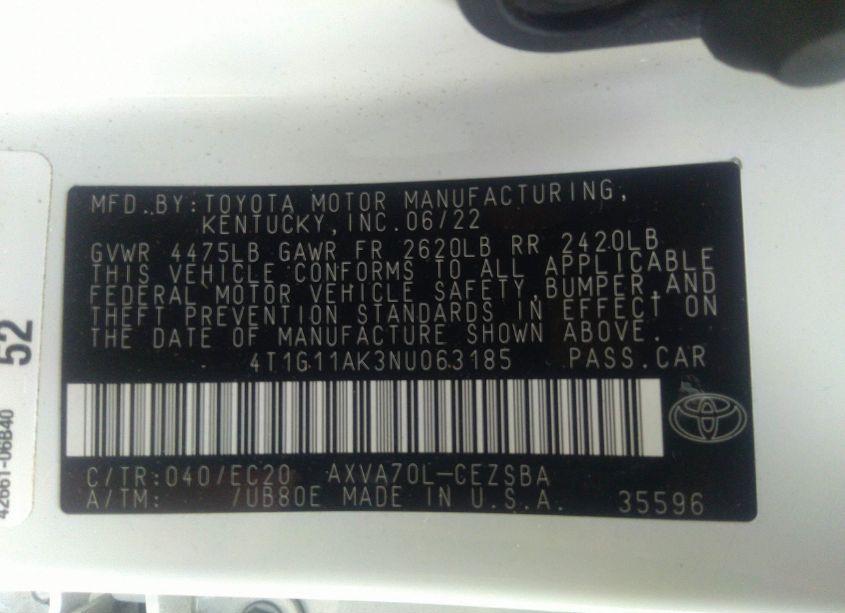 MFD. BY: TOYOTA MOTOR MANUFACTURING,
KENTUCKY, INC. 06/22
GVWR 4475LB GAWR FR 2620LB RR 2420LB
THIS VEHICLE CONFORMS TO ALL APPLICABLE
FEDERAL MOTOR VEHICLE SAFETY, BUMPER, AND
THEFT PREVENTION STANDARDS IN EFFECT ON
THE DATE OF MANUFACTURE SHOWN ABOVE.
4T1G11AK3NU063185 PASS. CAR
C/TR: 040/EC20 AXVA70L-CEZSBA
A/TM: /UB80E MADE IN U.S.A. 35596
52
42661-06B40